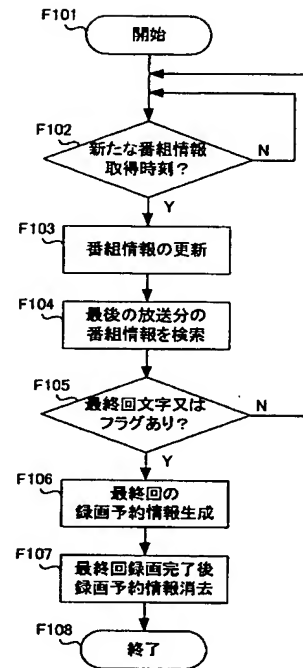 F101
開始
F102
新たな番組情報
取得時刻?
N
Y
F103
番組情報の更新
F104
最後の放送分の
番組情報を検索
F105
最終回文字又は
フラグあり?
N
Y
F106
最終回の
録画予約情報生成
F107
最終回録画完了後
録画予約情報消去
F108
終了